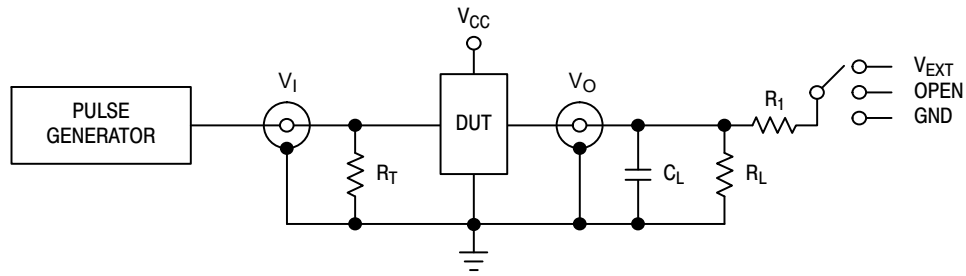 PULSE
GENERATOR
V_I
R_T
V_CC
DUT
V_O
C_L
R_L
R_1
V_EXT
OPEN
GND